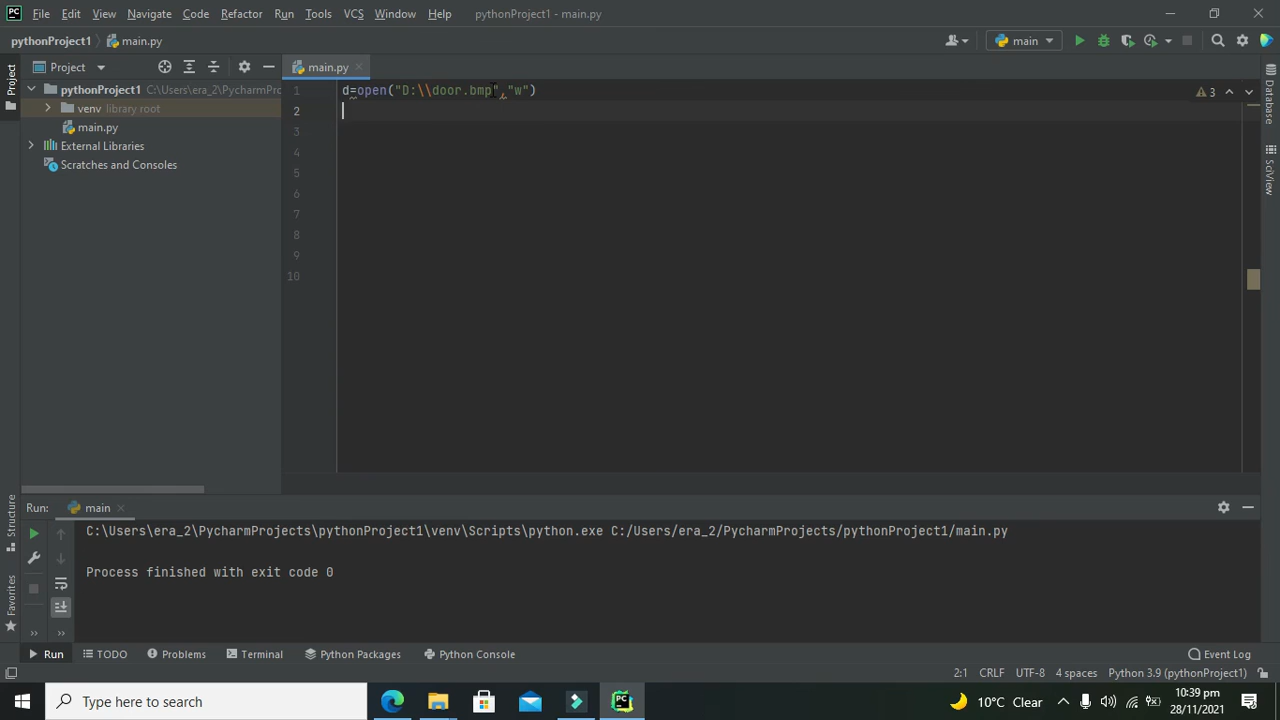 PC File Edit View Navigate Code Refactor Run Tools VCS Window Help pythonProject1 - main.py
pythonProject1 main.py main
Project main.py
pythonProject1 C:\Users\era_2\PycharmPro
venv library root
main.py
External Libraries
Scratches and Consoles
1 d=open("D:\\door.bmp","w") 3
2
3
4
5
6
7
8
9
10
Project
Structure
Favorites
Database
SciView
Run: main
C:\Users\era_2\PycharmProjects\pythonProject1\venv\Scripts\python.exe C:/Users/era_2/PycharmProjects/pythonProject1/main.py
Process finished with exit code 0
Run TODO Problems Terminal Python Packages Python Console Event Log
2:1 CRLF UTF-8 4 spaces Python 3.9 (pythonProject1)
Type here to search PC 10°C Clear 10:39 pm
28/11/2021